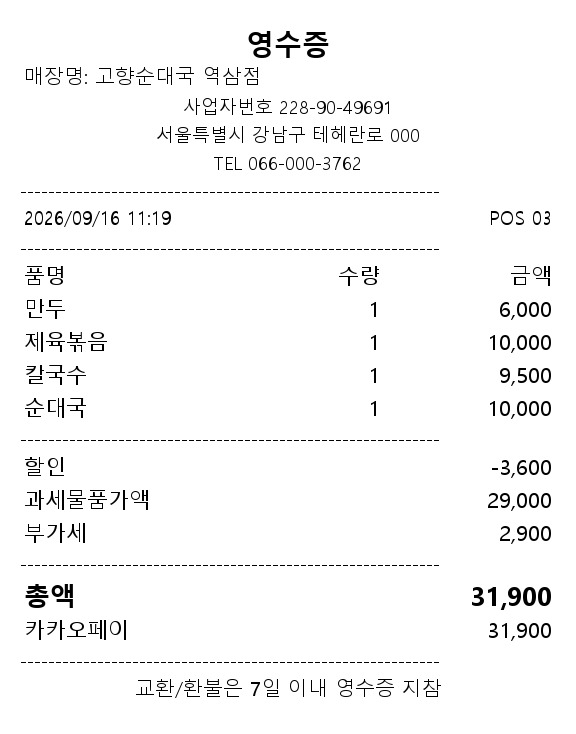 영수증
매장명: 고향순대국 역삼점
사업자번호 228-90-49691
서울특별시 강남구 테헤란로 000
TEL 066-000-3762
2026/09/16 11:19 POS 03
품명 수량 금액
만두 1 6,000
제육볶음 1 10,000
칼국수 1 9,500
순대국 1 10,000
할인 -3,600
과세물품가액 29,000
부가세 2,900
총액 31,900
카카오페이 31,900
교환/환불은 7일 이내 영수증 지참